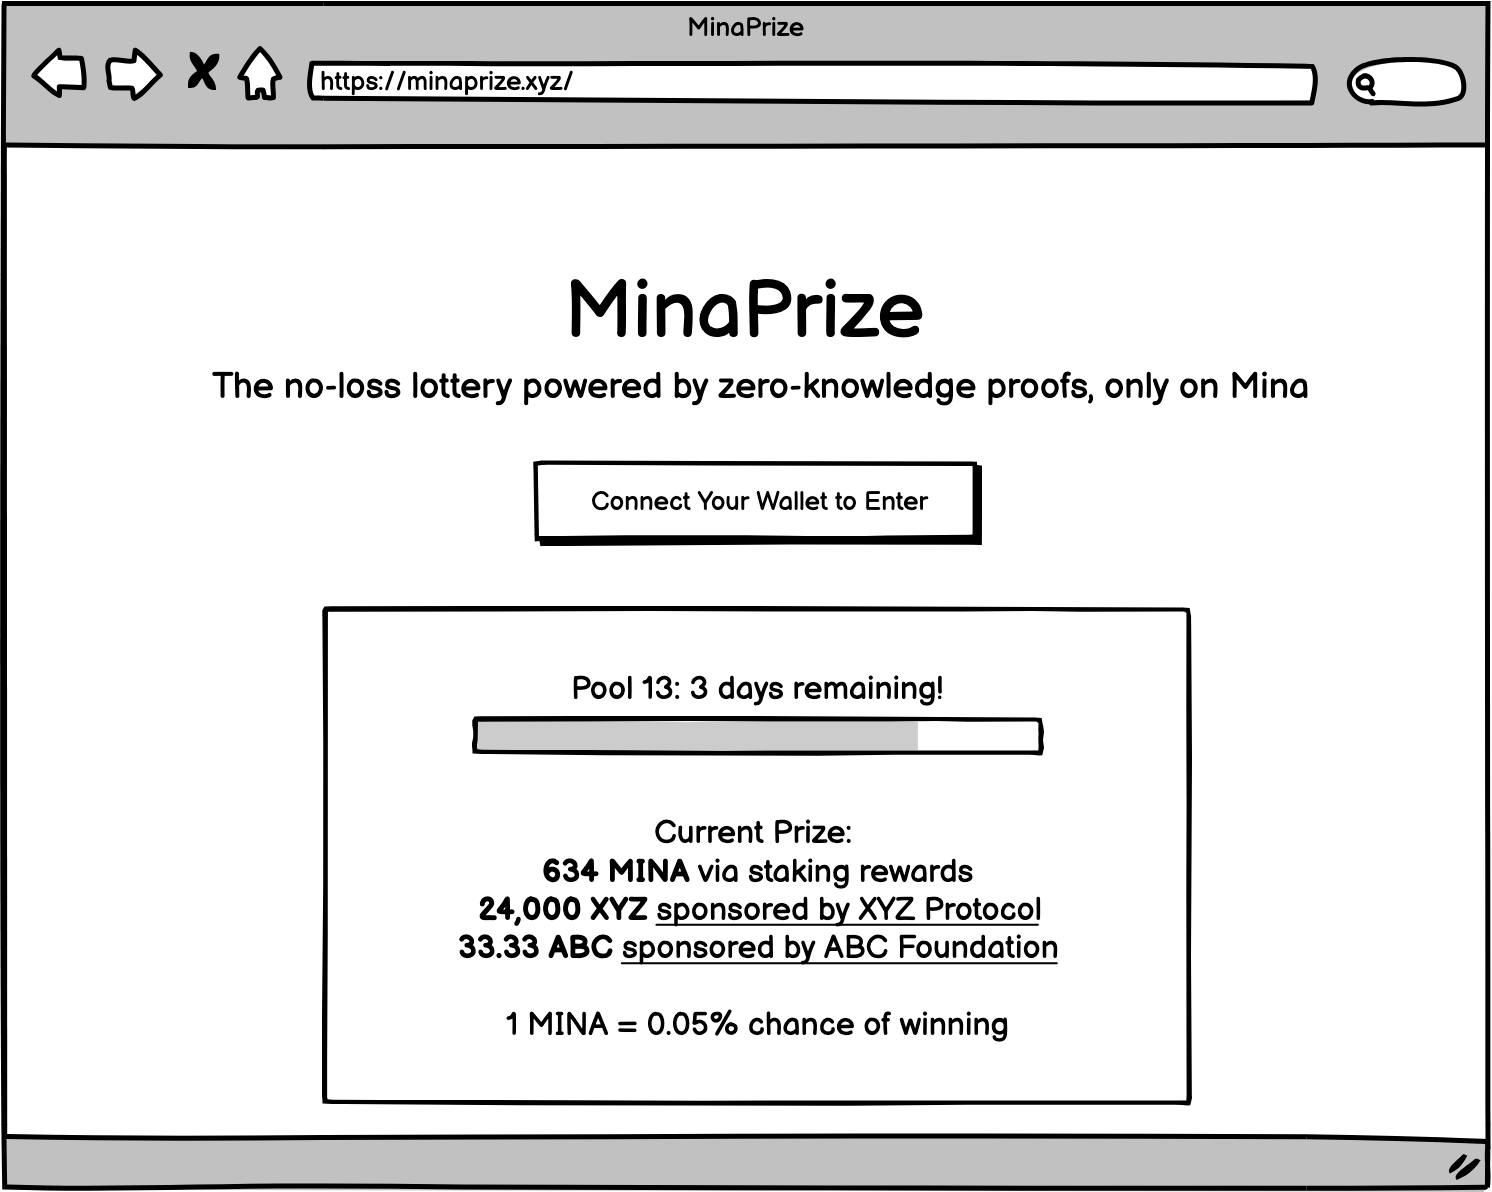 MinaPrize
https://minaprize.xyz/
MinaPrize
The no-loss lottery powered by zero-knowledge proofs, only on Mina
Connect Your Wallet to Enter
Pool 13: 3 days remaining!
Current Prize:
634 MINA via staking rewards
24,000 XYZ sponsored by XYZ Protocol
33.33 ABC sponsored by ABC Foundation
1 MINA = 0.05% chance of winning